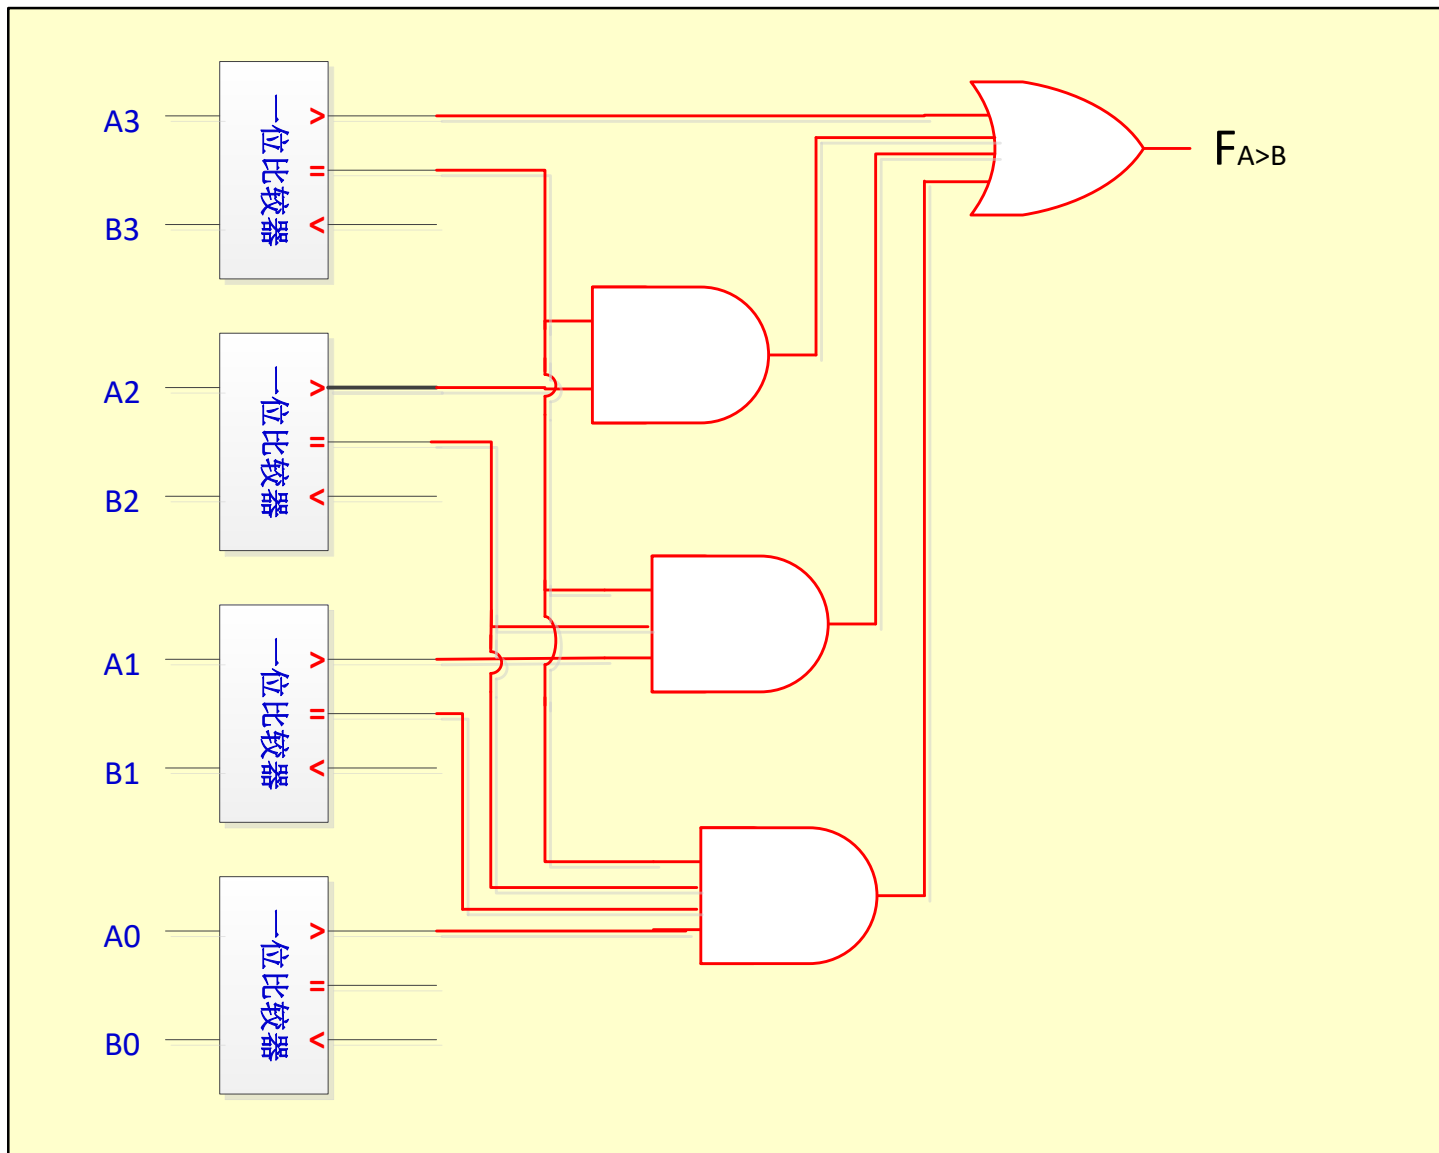 A3
一位比较器
>
=
<
B3
FA>B
A2
一位比较器
>
=
<
B2
A1
一位比较器
>
=
<
B1
A0
一位比较器
>
=
<
B0